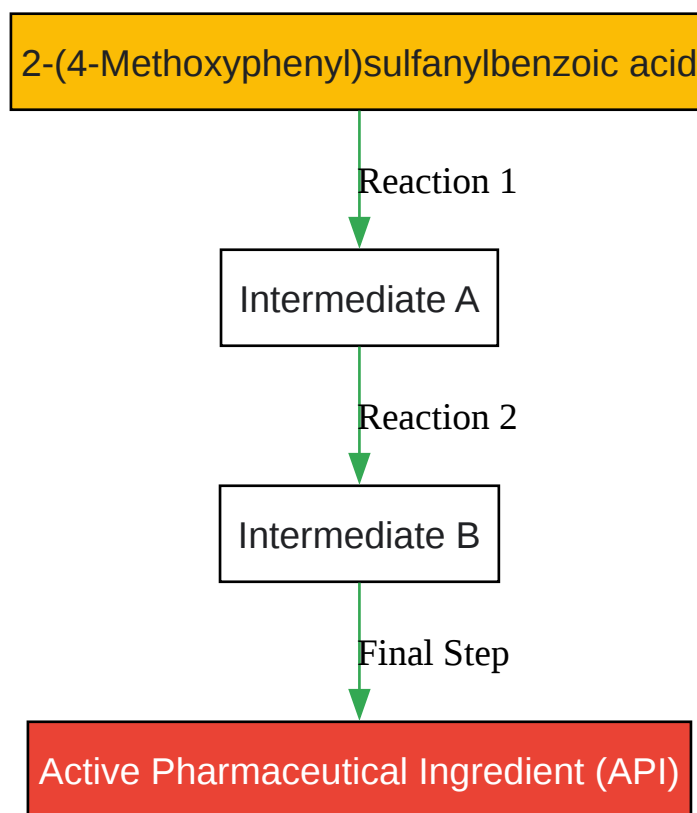 2-(4-Methoxyphenyl)sulfanylbenzoic acid
Reaction 1
Intermediate A
Reaction 2
Intermediate B
Final Step
Active Pharmaceutical Ingredient (API)